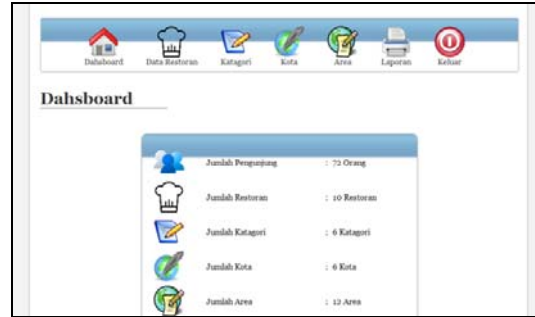 Dahsboard Data Restoran Katagori Kota Area Laporan Keluar
Dahsboard
Jumlah Pengunjung : 72 Orang
Jumlah Restoran : 10 Restoran
Jumlah Katagori : 6 Katagori
Jumlah Kota : 6 Kota
Jumlah Area : 12 Area